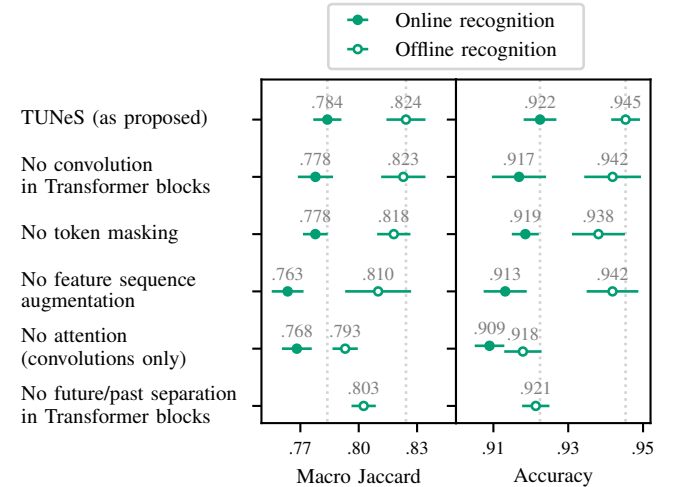 Online recognition
Offline recognition
TUNeS (as proposed)
.784
.824
.922
.945
No convolution
in Transformer blocks
.778
.823
.917
.942
No token masking
.778
.818
.919
.938
No feature sequence
augmentation
.763
.810
.913
.942
No attention
(convolutions only)
.768
.793
.909
.918
No future/past separation
in Transformer blocks
.803
.921
.77
.80
.83
.91
.93
.95
Macro Jaccard
Accuracy